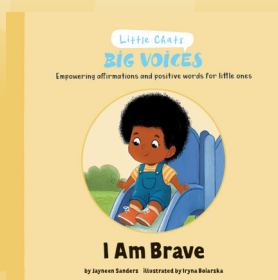 Little Chats
BIG VOICES
Empowering affirmations and positive words for little ones
I Am Brave
by Jayneen Sanders illustrated by Iryna Bolarska